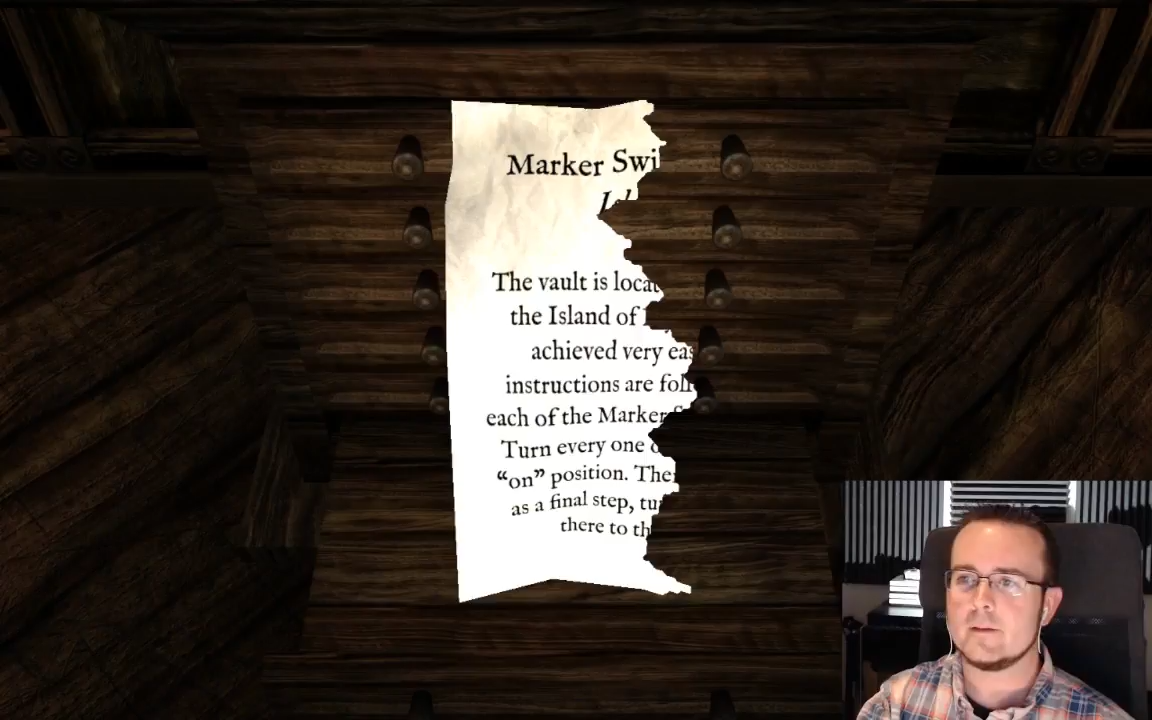 Marker Swi
The vault is locat
the Island of
achieved very eas
instructions are foll
each of the Marker S
Turn every one o
“on” position. The
as a final step, tu
there to th